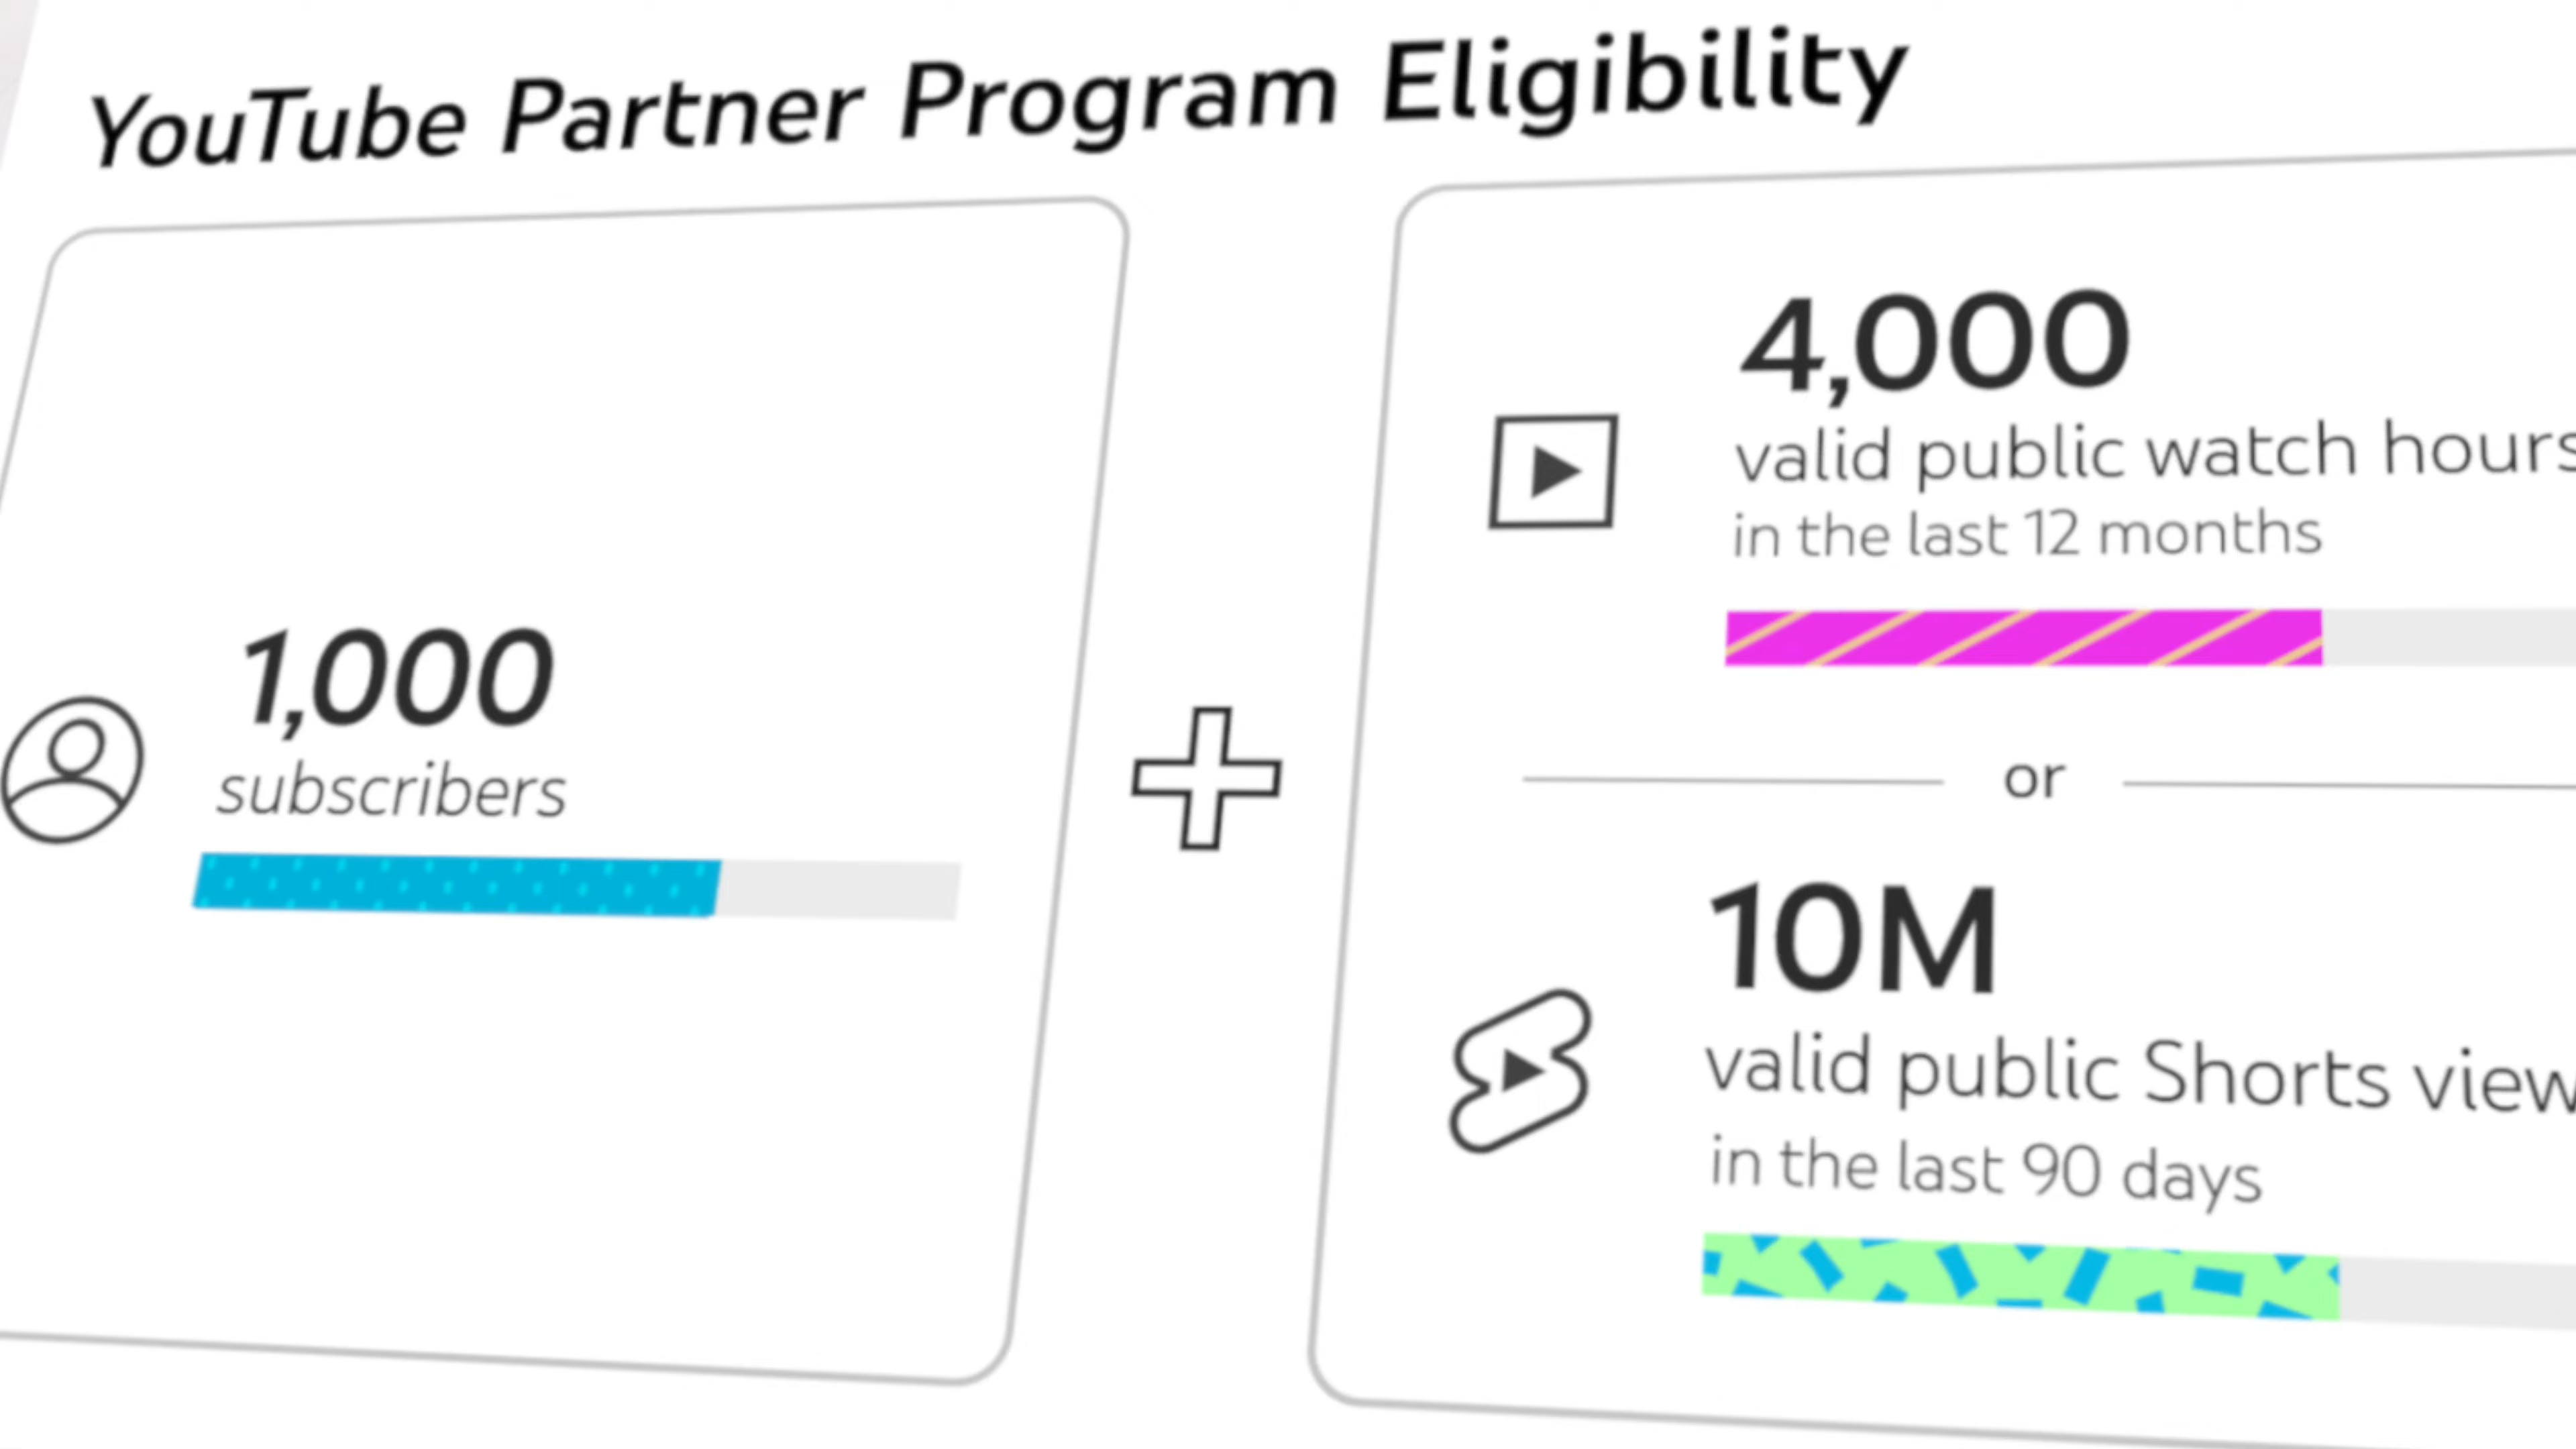 YouTube Partner Program Eligibility
1,000
subscribers
4,000
valid public watch hours
in the last 12 months
or
10M
valid public Shorts view
in the last 90 days